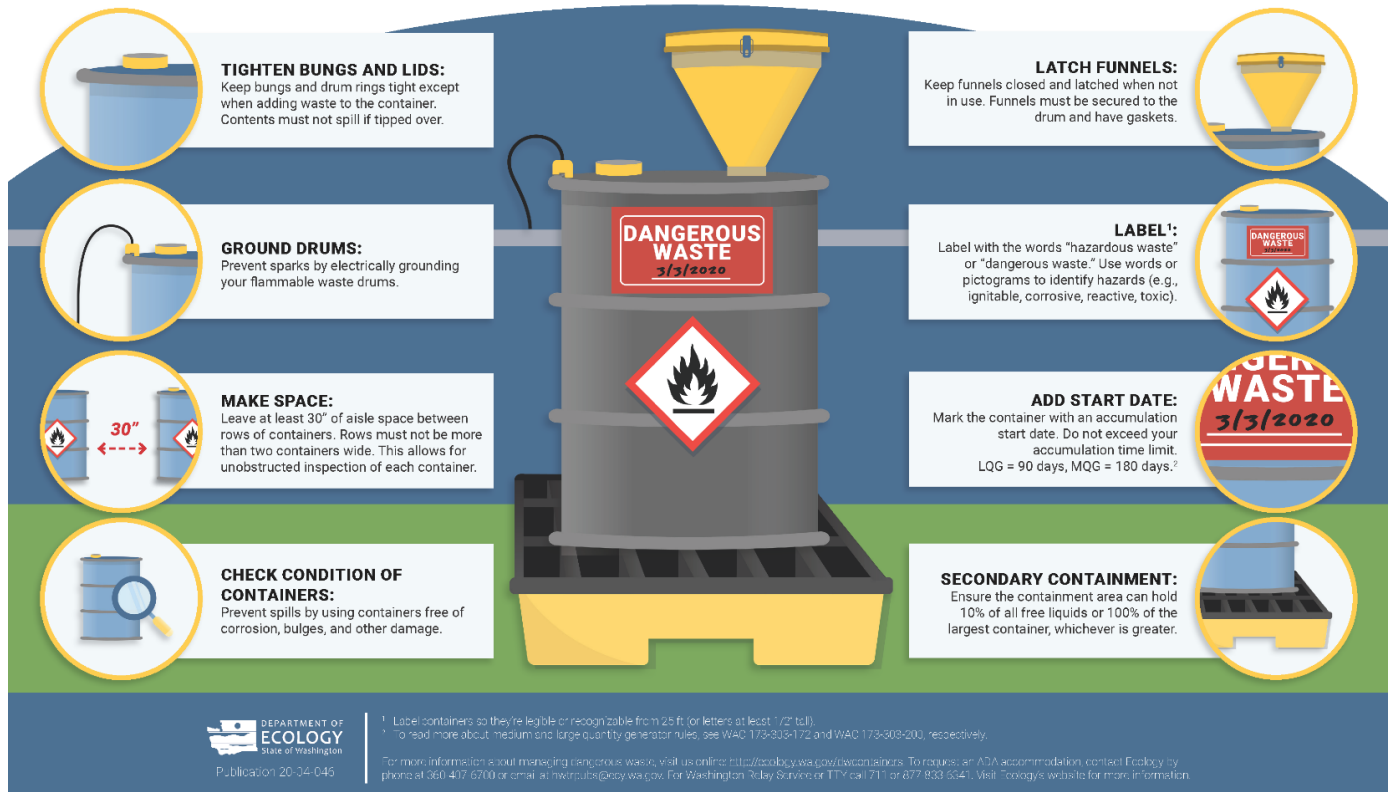 TIGHTEN BUNGS AND LIDS:
Keep bungs and drum rings tight except
when adding waste to the container.
Contents must not spill if tipped over.
GROUND DRUMS:
Prevent sparks by electrically grounding
your flammable waste drums.
MAKE SPACE:
Leave at least 30" of aisle space between
rows of containers. Rows must not be more
than two containers wide. This allows for
unobstructed inspection of each container.
30"
CHECK CONDITION OF
CONTAINERS:
Prevent spills by using containers free of
corrosion, bulges, and other damage.
DANGEROUS
WASTE
3/3/2020
LATCH FUNNELS:
Keep funnels closed and latched when not
in use. Funnels must be secured to the
drum and have gaskets.
LABEL¹:
Label with the words “hazardous waste”
or “dangerous waste.” Use words or
pictograms to identify hazards (e.g.,
ignitable, corrosive, reactive, toxic).
DANGEROUS
WASTE
3/3/2020
ADD START DATE:
Mark the container with an accumulation
start date. Do not exceed your
accumulation time limit.
LQG = 90 days, MQG = 180 days.²
NGER
WASTE
3/3/2020
SECONDARY CONTAINMENT:
Ensure the containment area can hold
10% of all free liquids or 100% of the
largest container, whichever is greater.
DEPARTMENT OF
ECOLOGY
State of Washington
Publication 20-04-046
¹ Label containers so they're legible or recognizable from 25 ft (or letters at least 1/2" tall).
² To read more about medium and large quantity generator rules, see WAC 173-303-172 and WAC 173-303-200, respectively.
For more information about managing dangerous waste, visit us online: http://ecology.wa.gov/dwcontainers. To request an ADA accommodation, contact Ecology by
phone at 360-407-6700 or email at hwtrpubs@ecy.wa.gov. For Washington Relay Service or TTY call 711 or 877-833-6341. Visit Ecology's website for more information.